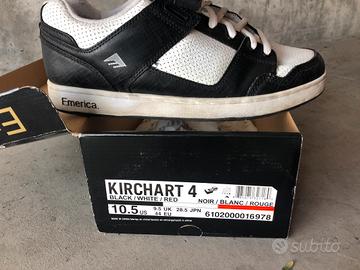 Emerica.
KIRCHART 4
BLACK/WHITE/RED
NOIR/BLANC/ROUGE
10.5 US
9.5 UK
28.5 JPN
44 EU
6102000016978
subito